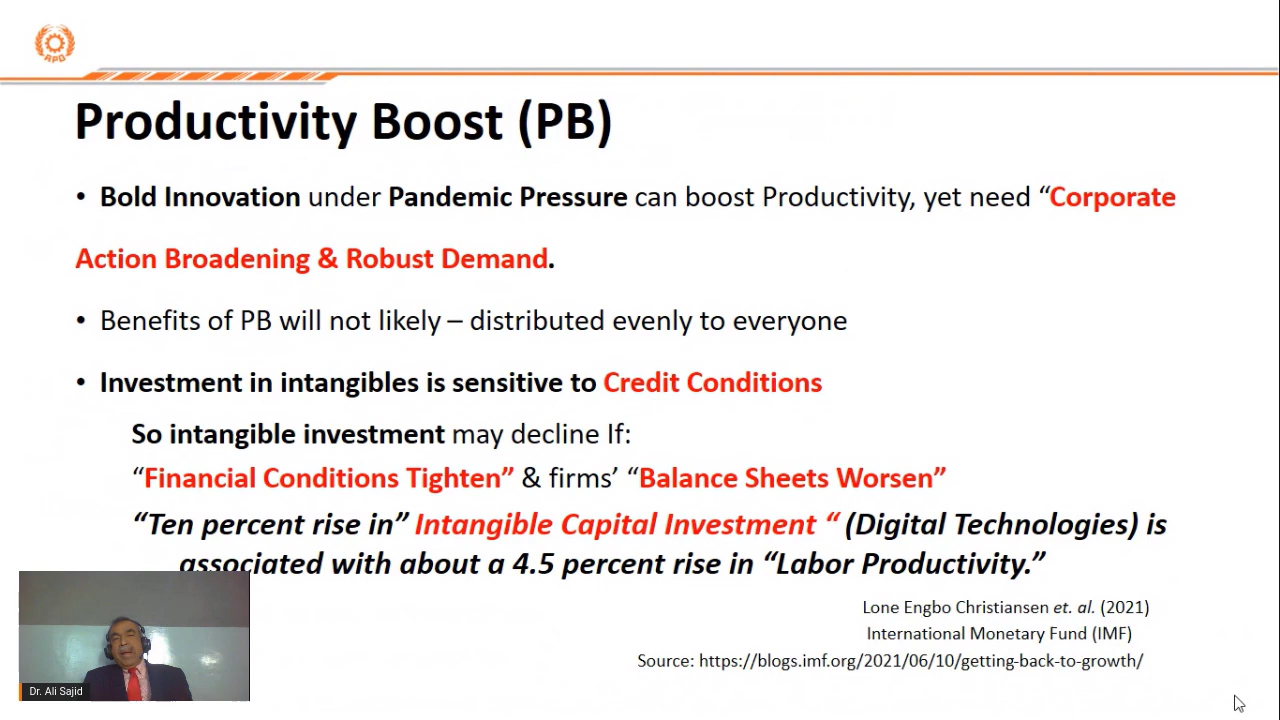 APO
Productivity Boost (PB)
• Bold Innovation under Pandemic Pressure can boost Productivity, yet need “Corporate
Action Broadening & Robust Demand.
• Benefits of PB will not likely – distributed evenly to everyone
• Investment in intangibles is sensitive to Credit Conditions
So intangible investment may decline If:
“Financial Conditions Tighten” & firms’ “Balance Sheets Worsen”
“Ten percent rise in” Intangible Capital Investment “ (Digital Technologies) is
associated with about a 4.5 percent rise in “Labor Productivity.”
Lone Engbo Christiansen et. al. (2021)
International Monetary Fund (IMF)
Source: https://blogs.imf.org/2021/06/10/getting-back-to-growth/
Dr. Ali Sajid